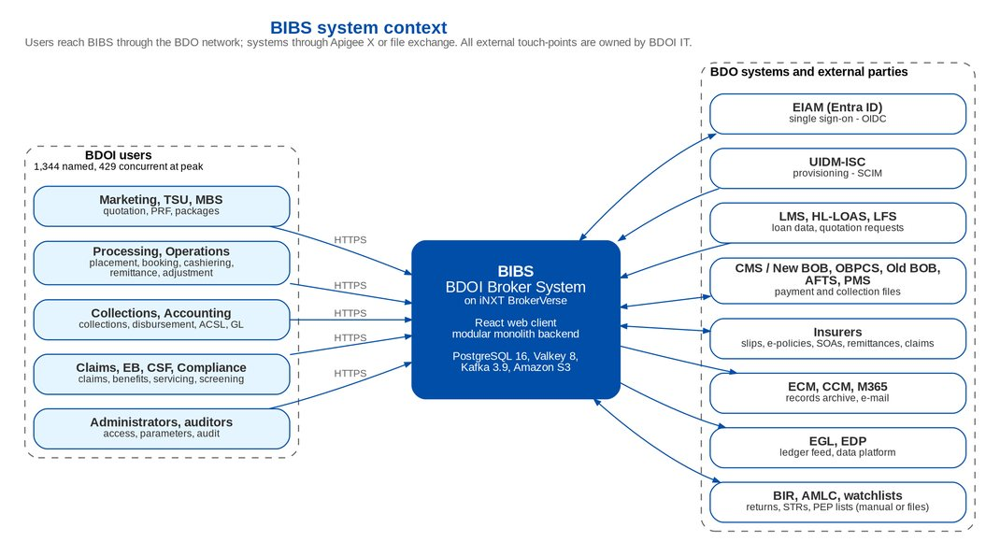 BIBS system context
Users reach BIBS through the BDO network; systems through Apigee X or file exchange. All external touch-points are owned by BDOI IT.
BDOI users
1,344 named, 429 concurrent at peak
Marketing, TSU, MBS
quotation, PRF, packages
Processing, Operations
placement, booking, cashiering,
remittance, adjustment
Collections, Accounting
collections, disbursement, ACSL, GL
Claims, EB, CSF, Compliance
claims, benefits, servicing, screening
Administrators, auditors
access, parameters, audit
HTTPS
HTTPS
HTTPS
HTTPS
HTTPS
BIBS
BDOI Broker System
on iNXT BrokerVerse
React web client
modular monolith backend
PostgreSQL 16, Valkey 8,
Kafka 3.9, Amazon S3
BDO systems and external parties
EIAM (Entra ID)
single sign-on - OIDC
UIDM-ISC
provisioning - SCIM
LMS, HL-LOAS, LFS
loan data, quotation requests
CMS / New BOB, OBPCS, Old BOB,
AFTS, PMS
payment and collection files
Insurers
slips, e-policies, SOAs, remittances, claims
ECM, CCM, M365
records archive, e-mail
EGL, EDP
ledger feed, data platform
BIR, AMLC, watchlists
returns, STRs, PEP lists (manual or files)